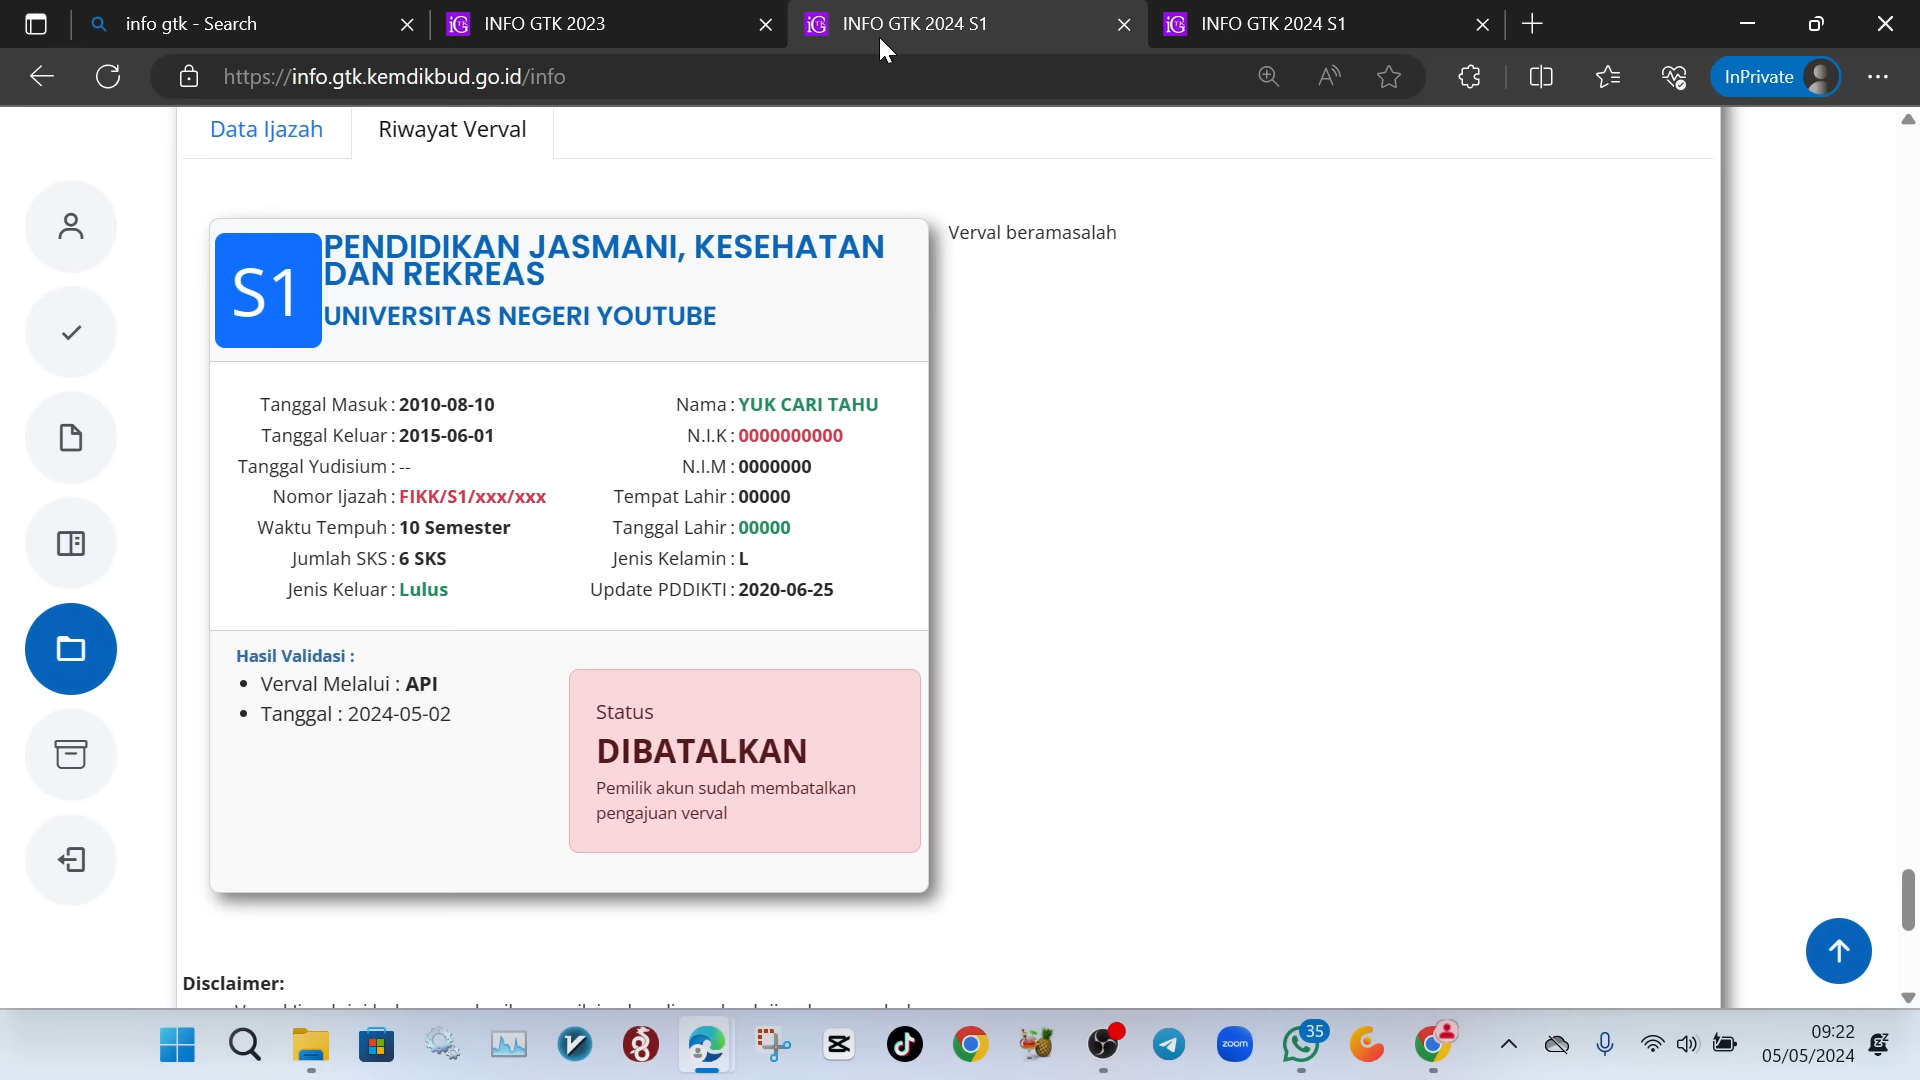 info gtk - Search
INFO GTK 2023
INFO GTK 2024 S1
INFO GTK 2024 S1
https://info.gtk.kemdikbud.go.id/info
InPrivate
Data Ijazah
Riwayat Verval
S1
PENDIDIKAN JASMANI, KESEHATAN
DAN REKREAS
UNIVERSITAS NEGERI YOUTUBE
Verval beramasalah
Tanggal Masuk : 2010-08-10
Tanggal Keluar : 2015-06-01
Tanggal Yudisium : --
Nomor Ijazah : FIKK/S1/xxx/xxx
Waktu Tempuh : 10 Semester
Jumlah SKS : 6 SKS
Jenis Keluar : Lulus
Nama : YUK CARI TAHU
N.I.K : 0000000000
N.I.M : 0000000
Tempat Lahir : 00000
Tanggal Lahir : 00000
Jenis Kelamin : L
Update PDDIKTI : 2020-06-25
Hasil Validasi :
• Verval Melalui : API
• Tanggal : 2024-05-02
Status
DIBATALKAN
Pemilik akun sudah membatalkan
pengajuan verval
Disclaimer:
zoom
35
09:22
05/05/2024